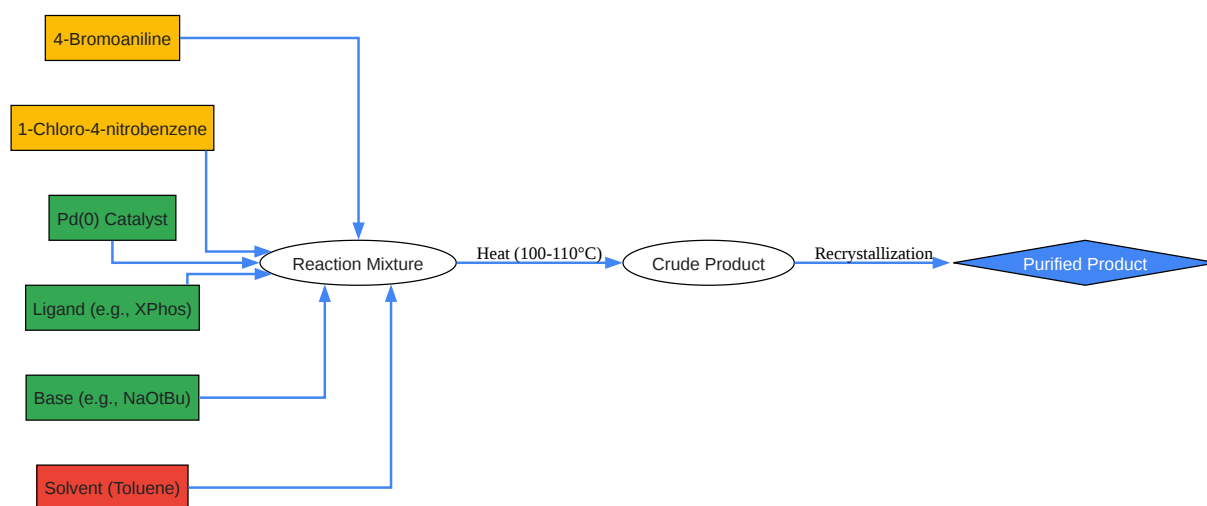 4-Bromoaniline
1-Chloro-4-nitrobenzene
Pd(0) Catalyst
Reaction Mixture
Heat (100-110°C)
Crude Product
Recrystallization
Purified Product
Ligand (e.g., XPhos)
Base (e.g., NaOtBu)
Solvent (Toluene)